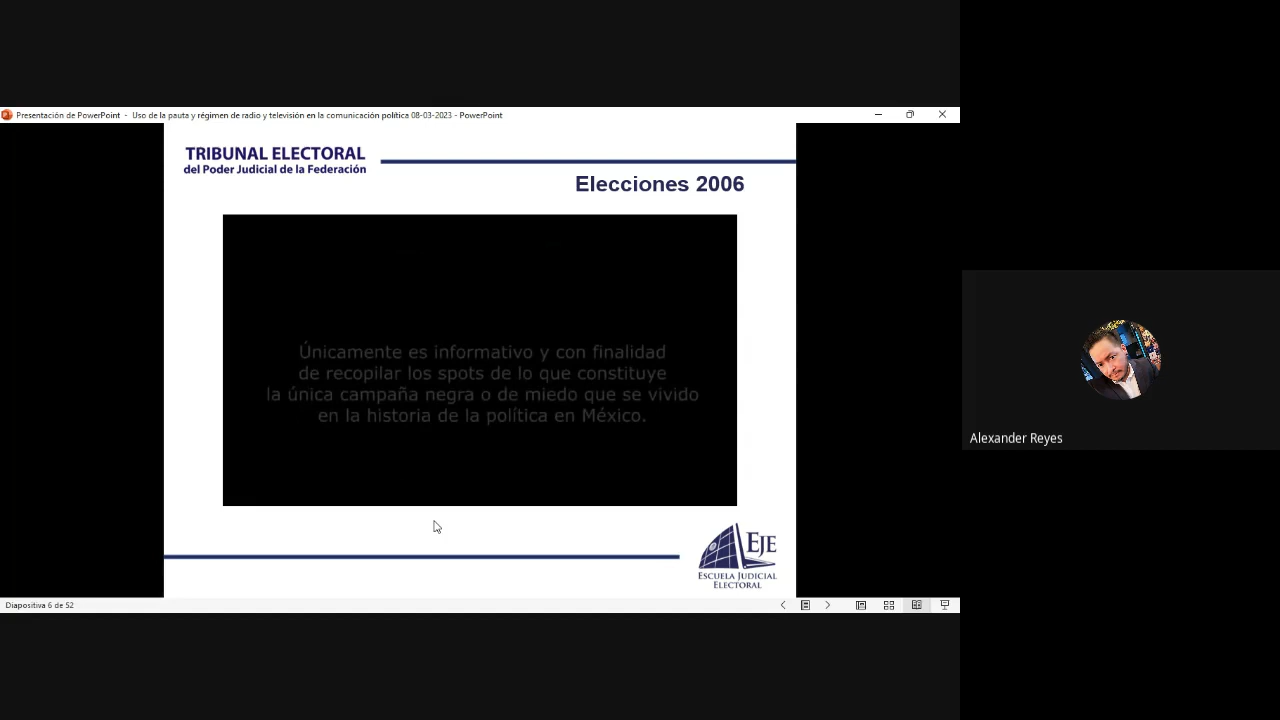 Presentación de PowerPoint - Uso de la pauta y régimen de radio y televisión en la comunicación política 08-03-2023 - PowerPoint
TRIBUNAL ELECTORAL
del Poder Judicial de la Federación
Elecciones 2006
Únicamente es informativo y con finalidad
de recopilar los spots de lo que constituye
la única campaña negra o de miedo que se vivido
en la historia de la política en México.
EJE
ESCUELA JUDICIAL
ELECTORAL
Alexander Reyes
Diapositiva 6 de 52